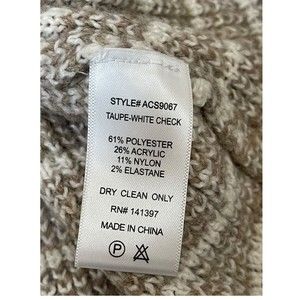 STYLE# ACS9067
TAUPE-WHITE CHECK
61% POLYESTER
26% ACRYLIC
11% NYLON
2% ELASTANE
DRY CLEAN ONLY
RN# 141397
MADE IN CHINA
P